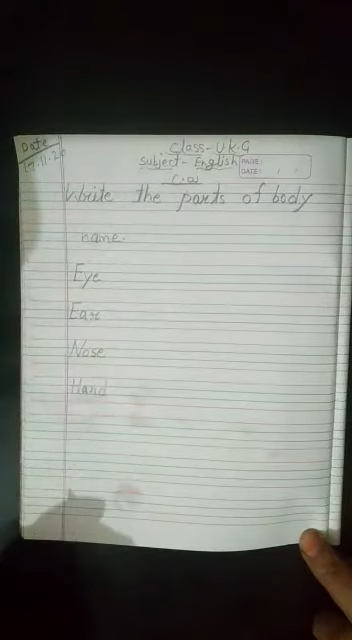 Date
Class- U.K.G
17.11.2
Subject- English
PAGE:
DATE: / /
C.W
Write the parts of body
name.
Eye
Ear
Nose
Hand